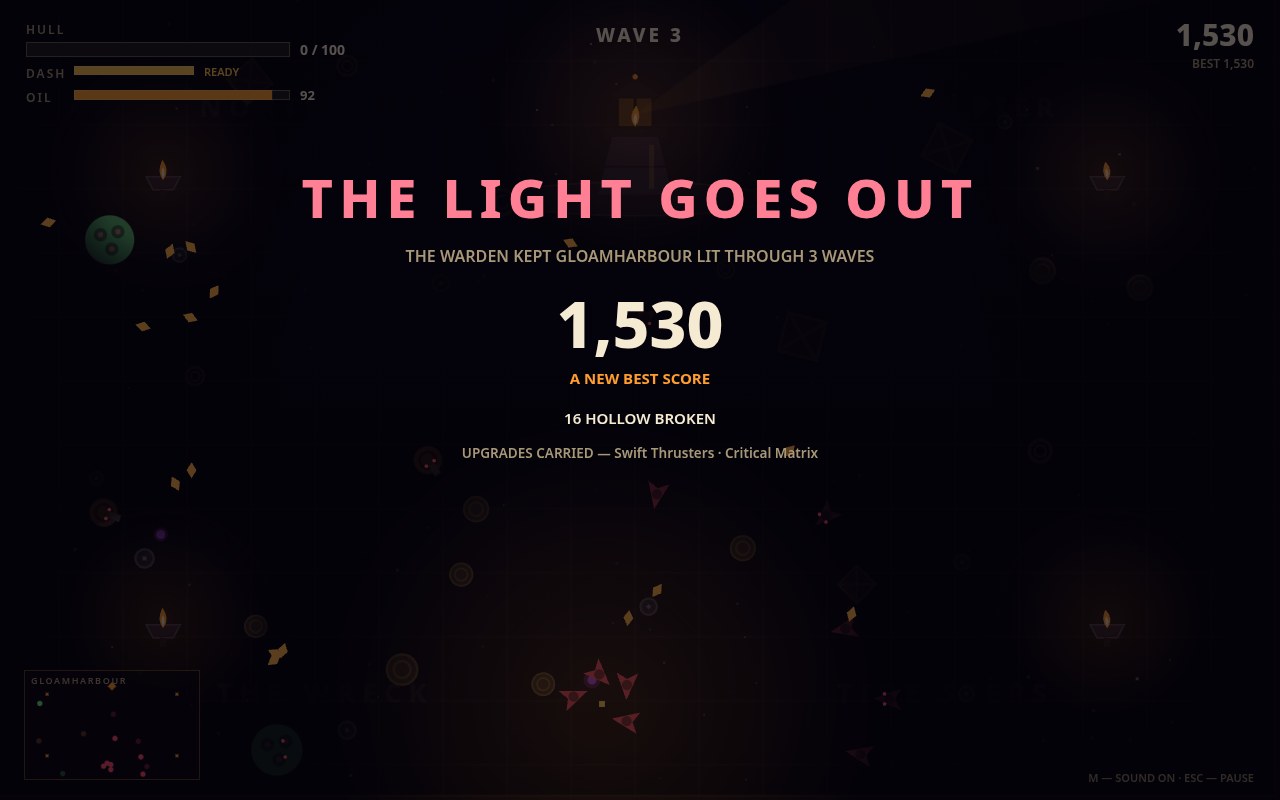 HULL
0 / 100
DASH
READY
OIL
92
WAVE 3
1,530
BEST 1,530
THE LIGHT GOES OUT
THE WARDEN KEPT GLOAMHARBOUR LIT THROUGH 3 WAVES
1,530
A NEW BEST SCORE
16 HOLLOW BROKEN
UPGRADES CARRIED — Swift Thrusters · Critical Matrix
GLOAMHARBOUR
M — SOUND ON · ESC — PAUSE